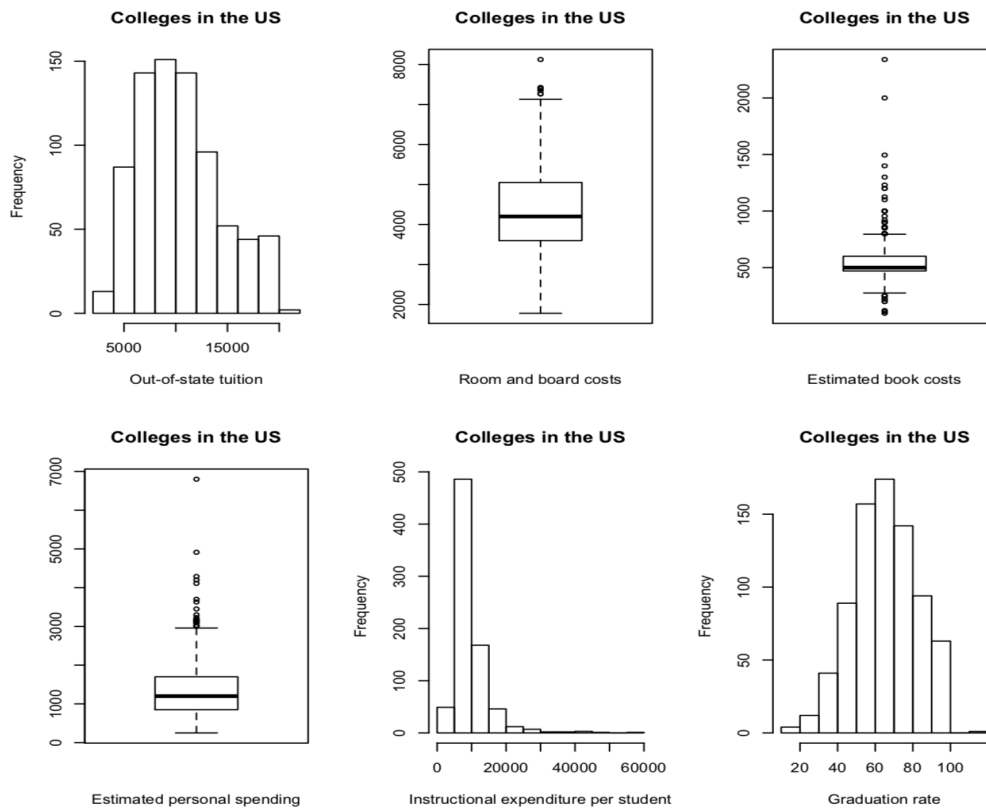 Colleges in the US
Frequency
0
50
100
150
5000
15000
Out-of-state tuition
Colleges in the US
2000
4000
6000
8000
Room and board costs
Colleges in the US
500
1000
1500
2000
Estimated book costs
Colleges in the US
0
1000
3000
5000
7000
Estimated personal spending
Colleges in the US
Frequency
0
100
200
300
400
500
0
20000
40000
60000
Instructional expenditure per student
Colleges in the US
Frequency
0
50
100
150
20
40
60
80
100
Graduation rate